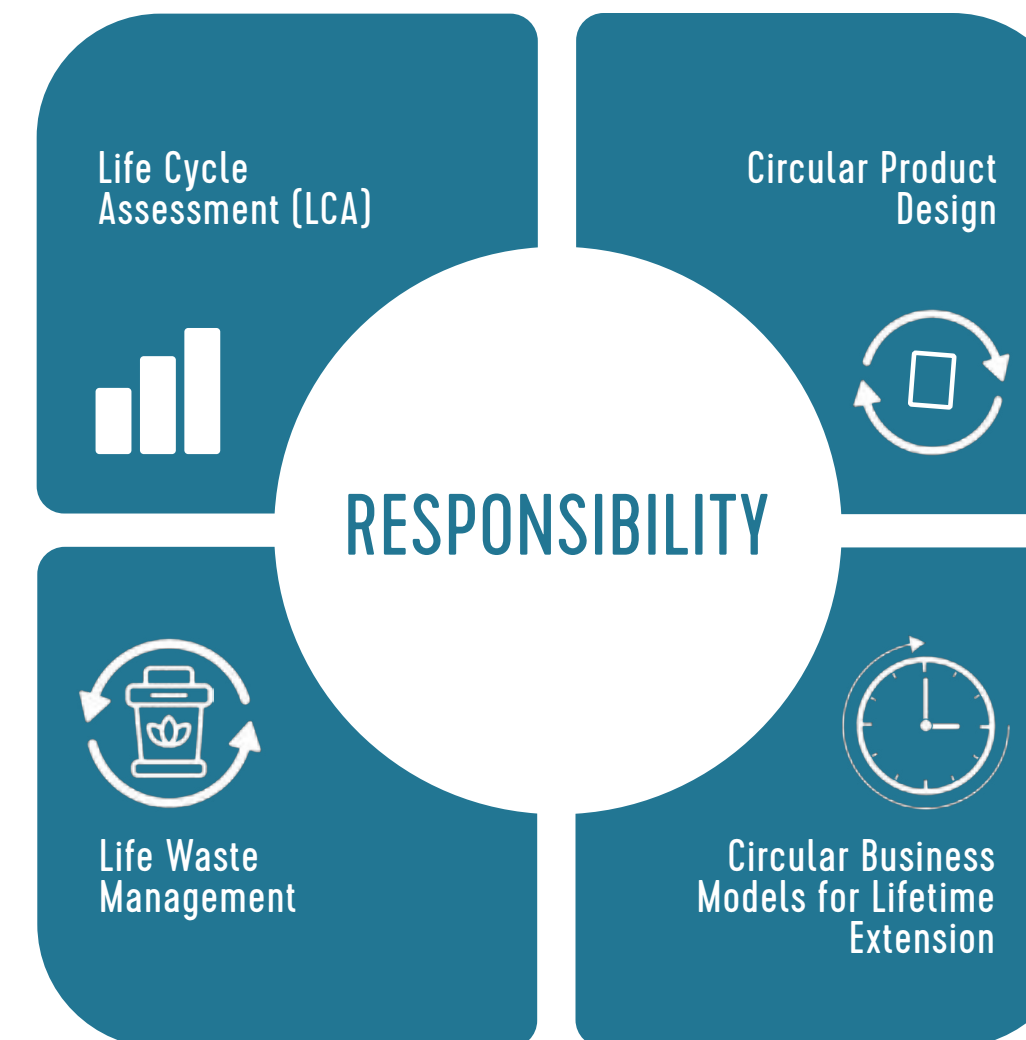 Life Cycle
Assessment (LCA)
Circular Product
Design
RESPONSIBILITY
Life Waste
Management
Circular Business
Models for Lifetime
Extension